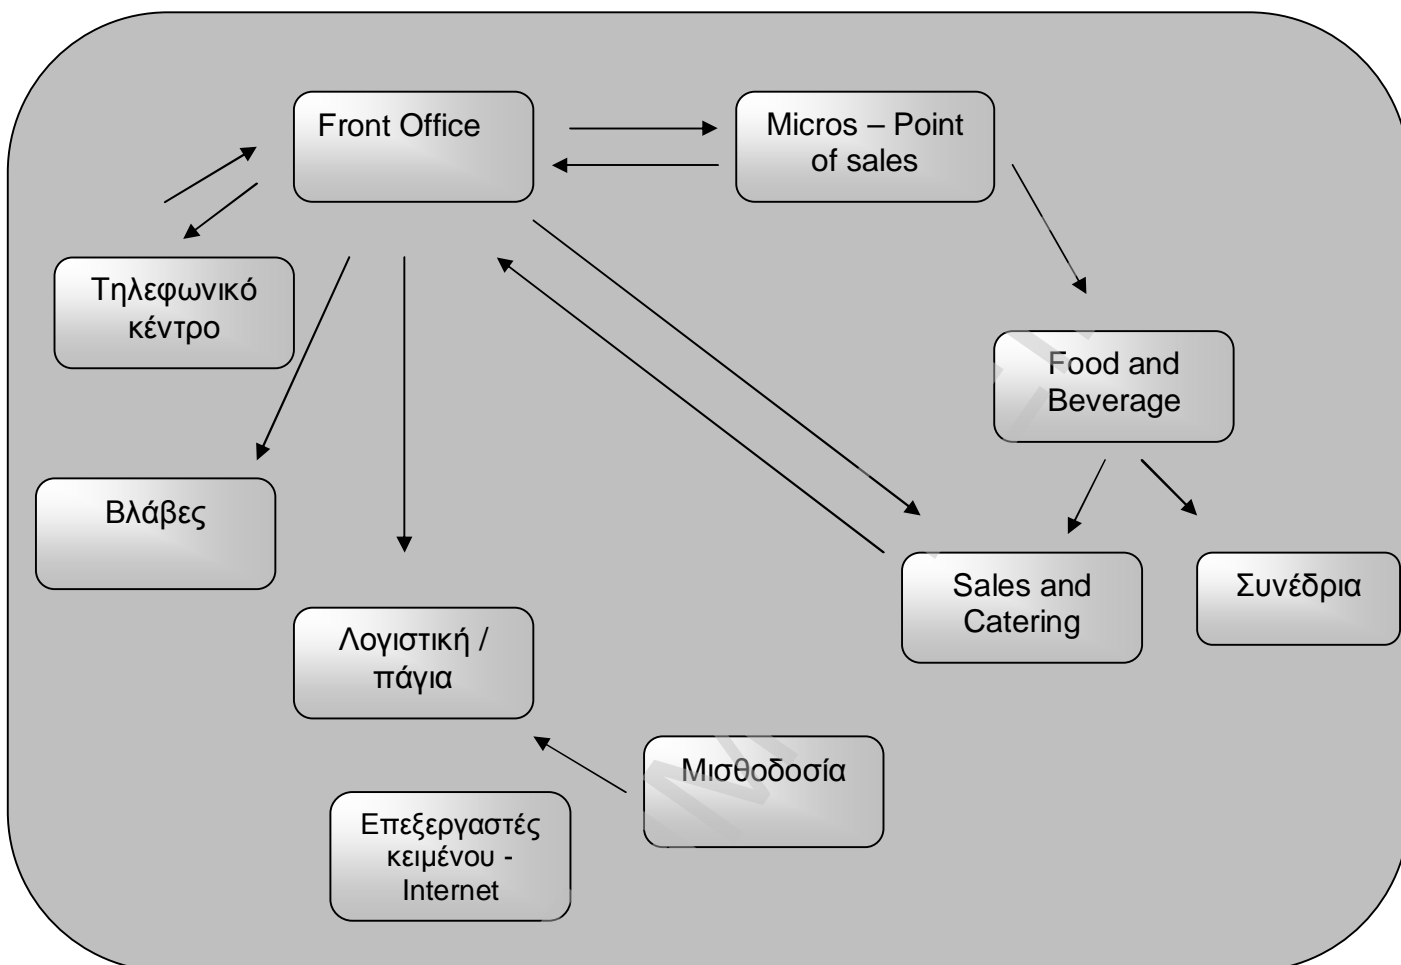 Front Office
Micros – Point
of sales
Τηλεφωνικό
κέντρο
Food and
Beverage
Βλάβες
Sales and
Catering
Συνέδρια
Λογιστική /
πάγια
Μισθοδοσία
Επεξεργαστές
κειμένου -
Internet